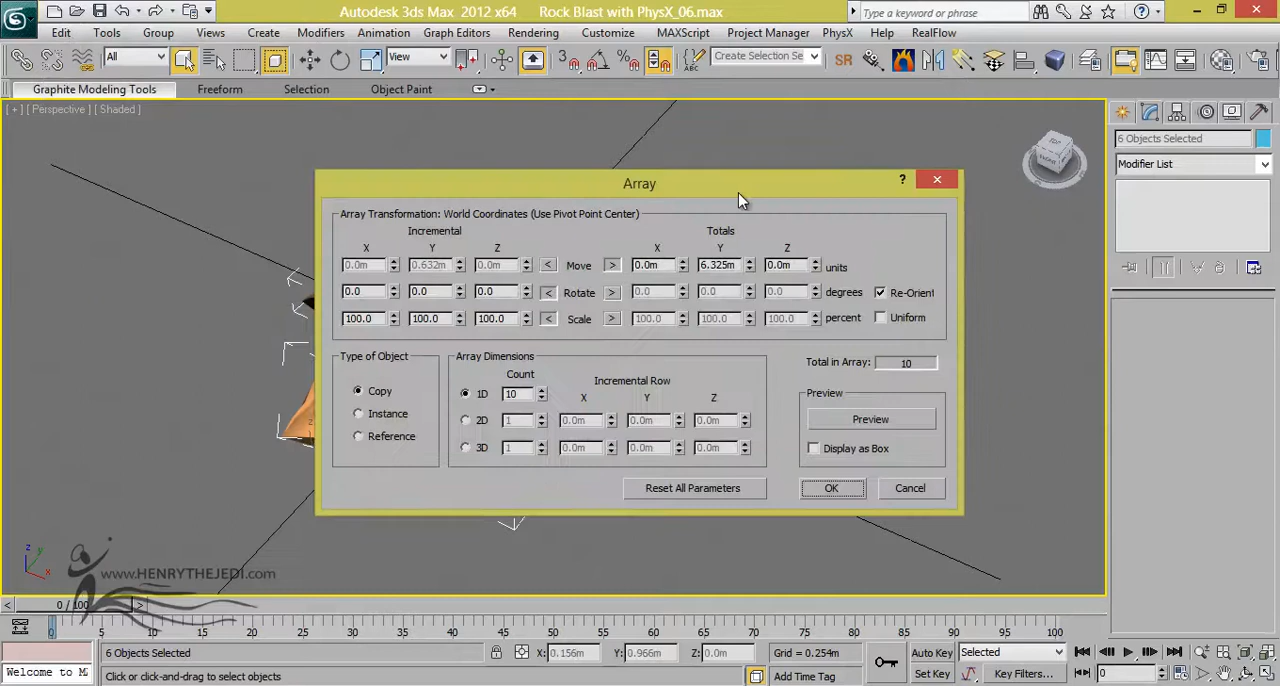 Autodesk 3ds Max 2012 x64 Rock Blast with PhysX_06.max
Type a keyword or phrase
Edit Tools Group Views Create Modifiers Animation Graph Editors Rendering Customize MAXScript Project Manager PhysX Help RealFlow
All View Create Selection Se SR
Graphite Modeling Tools Freeform Selection Object Paint
[ + ] [ Perspective ] [ Shaded ]
6 Objects Selected
Modifier List
Array
Array Transformation: World Coordinates (Use Pivot Point Center)
Incremental Totals
X Y Z X Y Z
0.0m 0.632m 0.0m < Move > 0.0m 6.325m 0.0m units
0.0 0.0 0.0 < Rotate > 0.0 0.0 0.0 degrees Re-Orient
100.0 100.0 100.0 < Scale > 100.0 100.0 100.0 percent Uniform
Type of Object
Copy
Instance
Reference
Array Dimensions
Count Incremental Row
X Y Z
1D 10
2D 1 0.0m 0.0m 0.0m
3D 1 0.0m 0.0m 0.0m
Total in Array: 10
Preview
Preview
Display as Box
Reset All Parameters OK Cancel
www.HENRYTHEJEDI.com
0 / 100
0 5 10 15 20 25 30 35 40 45 50 55 60 65 70 75 80 85 90 95 100
6 Objects Selected X: 0.156m Y: 0.966m Z: 0.0m Grid = 0.254m Auto Key Selected
Welcome to M Click or click-and-drag to select objects Add Time Tag Set Key Key Filters... 0